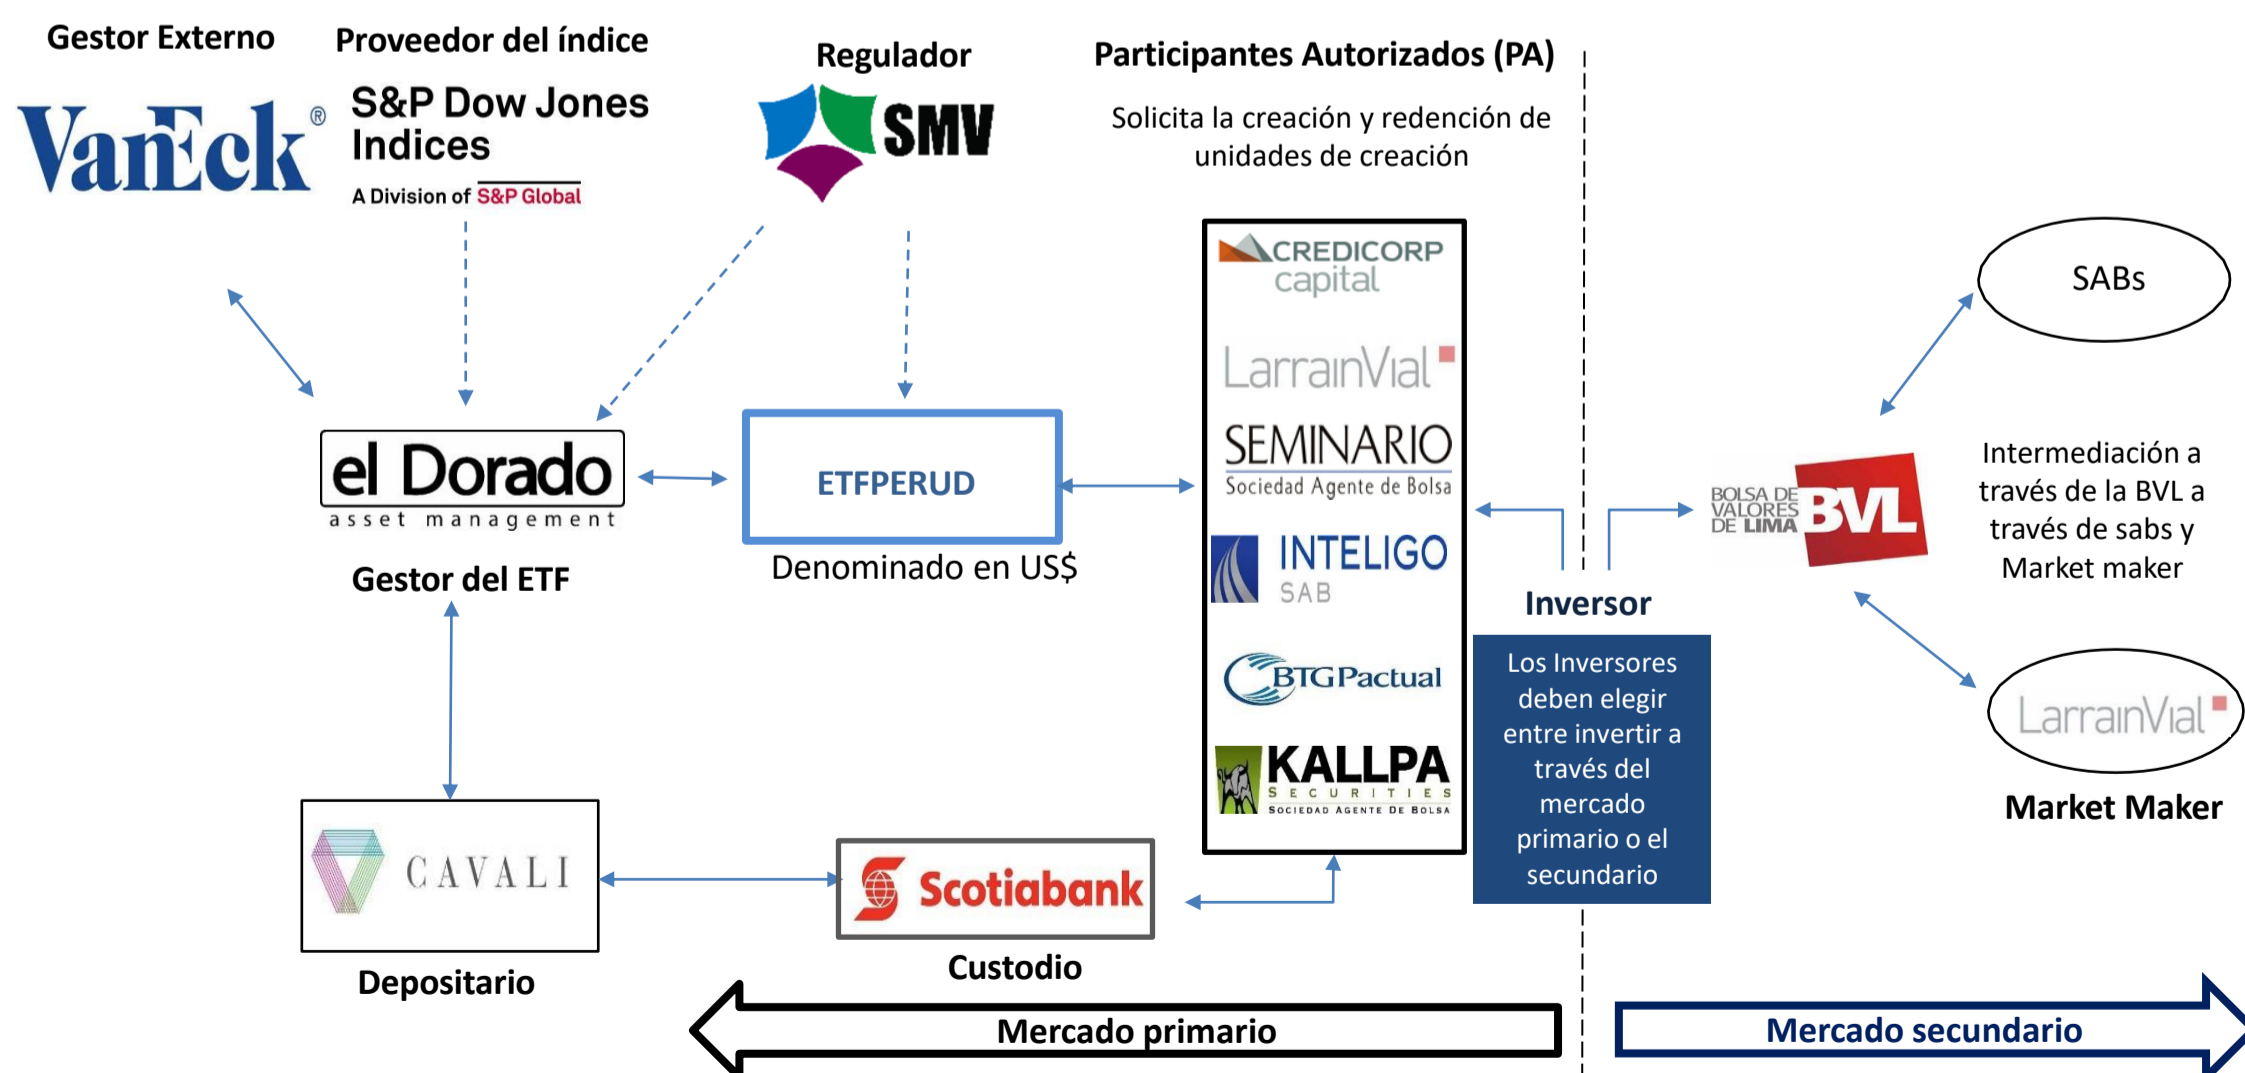 Gestor Externo
VanEck®
Proveedor del índice
S&P Dow Jones
Indices
A Division of S&P Global
Regulador
SMV
Participantes Autorizados (PA)
Solicita la creación y redención de
unidades de creación
CREDICORP
capital
LarrainVial
SEMINARIO
Sociedad Agente de Bolsa
INTELIGO
SAB
BTGPactual
KALLPA
SECURITIES
SOCIEDAD AGENTE DE BOLSA
el Dorado
asset management
Gestor del ETF
ETFPERUD
Denominado en US$
CAVALI
Depositario
Scotiabank
Custodio
Inversor
Los Inversores
deben elegir
entre invertir a
través del
mercado
primario o el
secundario
SABs
BOLSA DE
VALORES
DE LIMA
BVL
Intermediación a
través de la BVL a
través de sabs y
Market maker
LarrainVial
Market Maker
Mercado primario
Mercado secundario